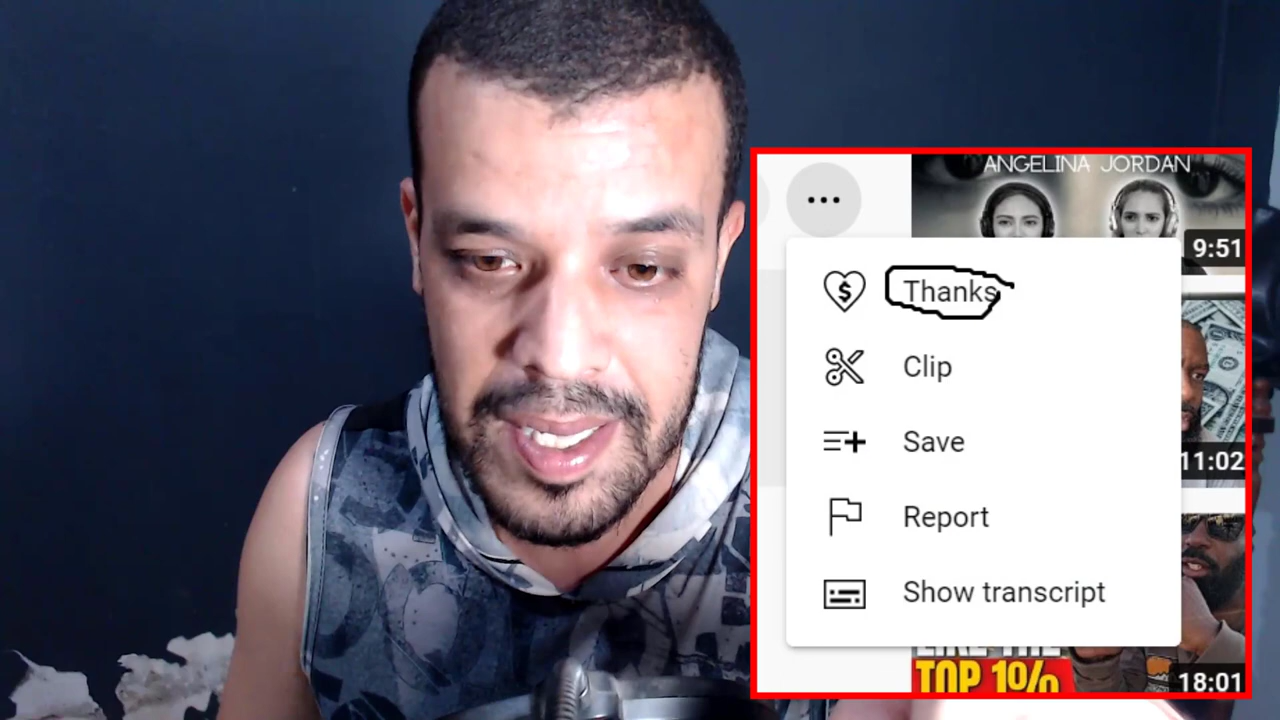 ANGELINA JORDAN
9:51
Thanks
Clip
11:02
Save
Report
Show transcript
TOP 1%
18:01